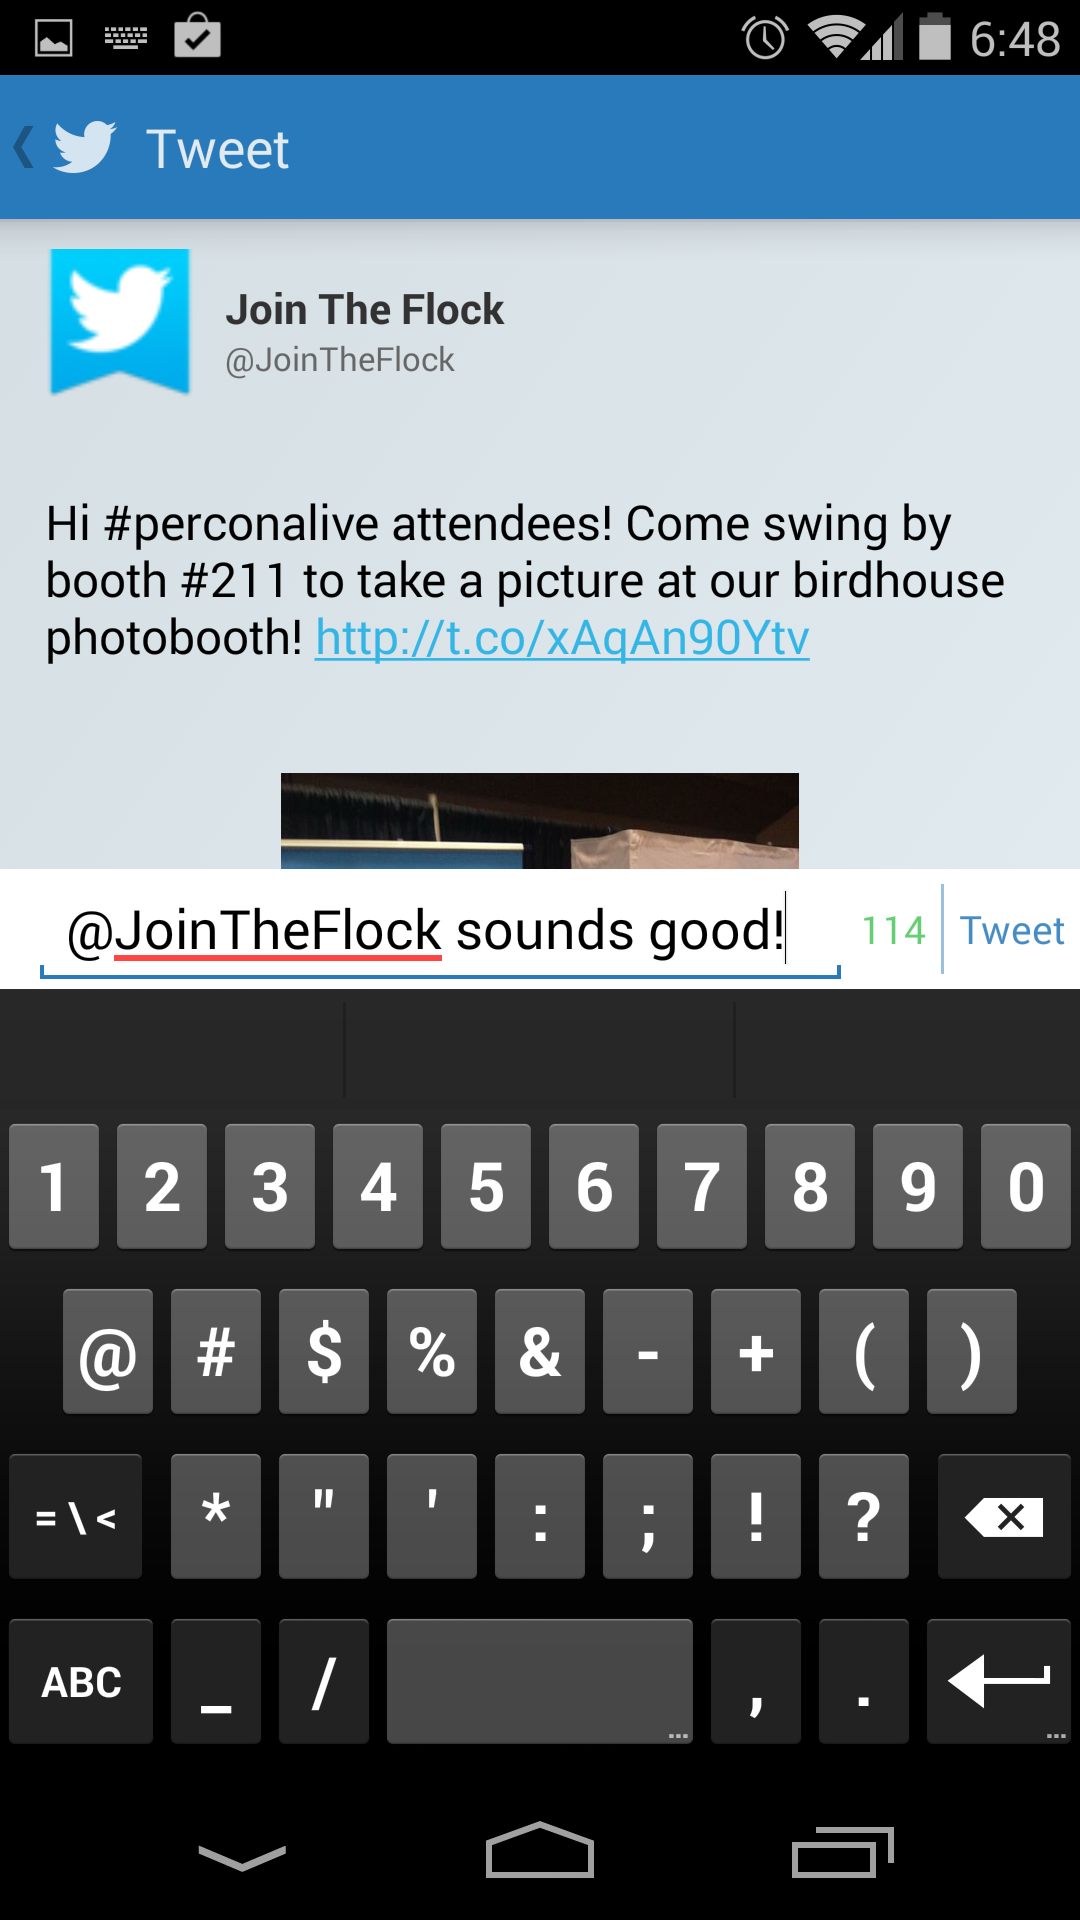 6:48
Tweet
Join The Flock
@JoinTheFlock
Hi #perconalive attendees! Come swing by
booth #211 to take a picture at our birdhouse
photobooth! http://t.co/xAqAn90Ytv
@JoinTheFlock sounds good! 114 Tweet
1 2 3 4 5 6 7 8 9 0
@ # $ % & - + ( )
= \ < * " ' : ; ! ?
ABC _ / , .